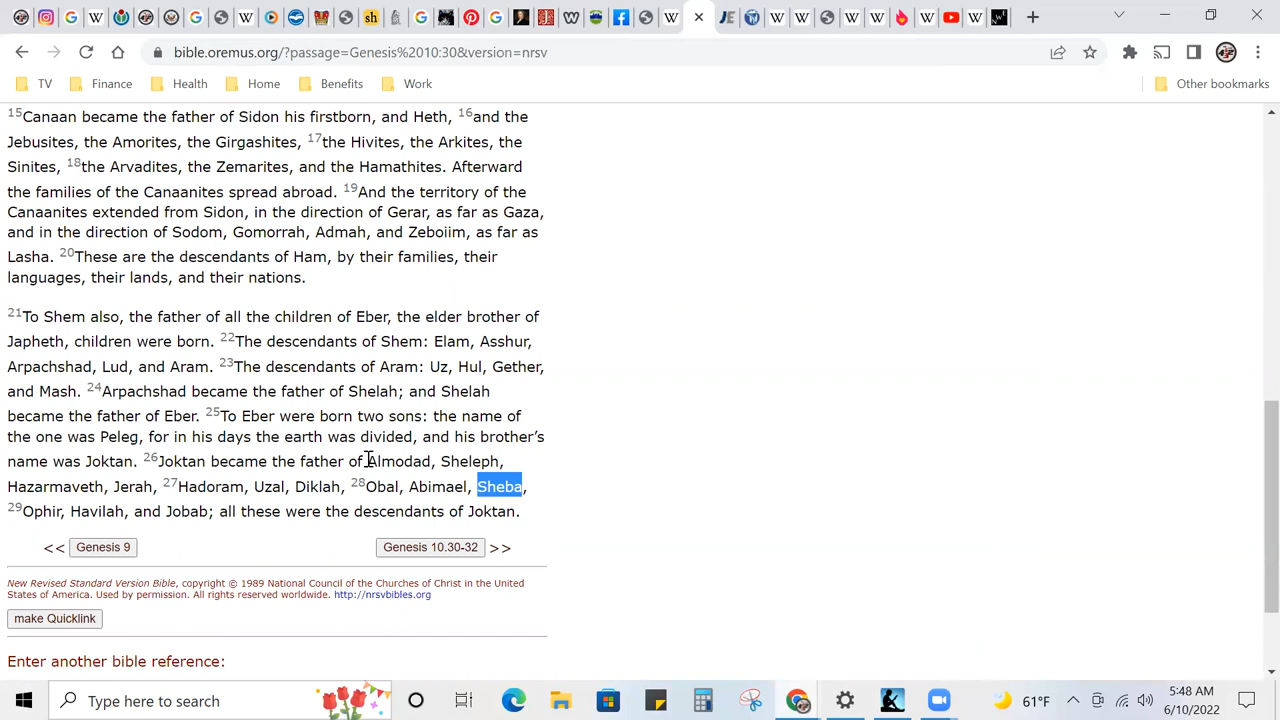 bible.oremus.org/?passage=Genesis%2010:30&version=nrsv
TV Finance Health Home Benefits Work Other bookmarks
15Canaan became the father of Sidon his firstborn, and Heth, 16and the
Jebusites, the Amorites, the Girgashites, 17the Hivites, the Arkites, the
Sinites, 18the Arvadites, the Zemarites, and the Hamathites. Afterward
the families of the Canaanites spread abroad. 19And the territory of the
Canaanites extended from Sidon, in the direction of Gerar, as far as Gaza,
and in the direction of Sodom, Gomorrah, Admah, and Zeboiim, as far as
Lasha. 20These are the descendants of Ham, by their families, their
languages, their lands, and their nations.
21To Shem also, the father of all the children of Eber, the elder brother of
Japheth, children were born. 22The descendants of Shem: Elam, Asshur,
Arpachshad, Lud, and Aram. 23The descendants of Aram: Uz, Hul, Gether,
and Mash. 24Arpachshad became the father of Shelah; and Shelah
became the father of Eber. 25To Eber were born two sons: the name of
the one was Peleg, for in his days the earth was divided, and his brother’s
name was Joktan. 26Joktan became the father of Almodad, Sheleph,
Hazarmaveth, Jerah, 27Hadoram, Uzal, Diklah, 28Obal, Abimael, Sheba,
29Ophir, Havilah, and Jobab; all these were the descendants of Joktan.
<< Genesis 9 Genesis 10.30-32 >>
New Revised Standard Version Bible, copyright © 1989 National Council of the Churches of Christ in the United
States of America. Used by permission. All rights reserved worldwide. http://nrsvbibles.org
make Quicklink
Enter another bible reference:
Type here to search
61°F
5:48 AM
6/10/2022